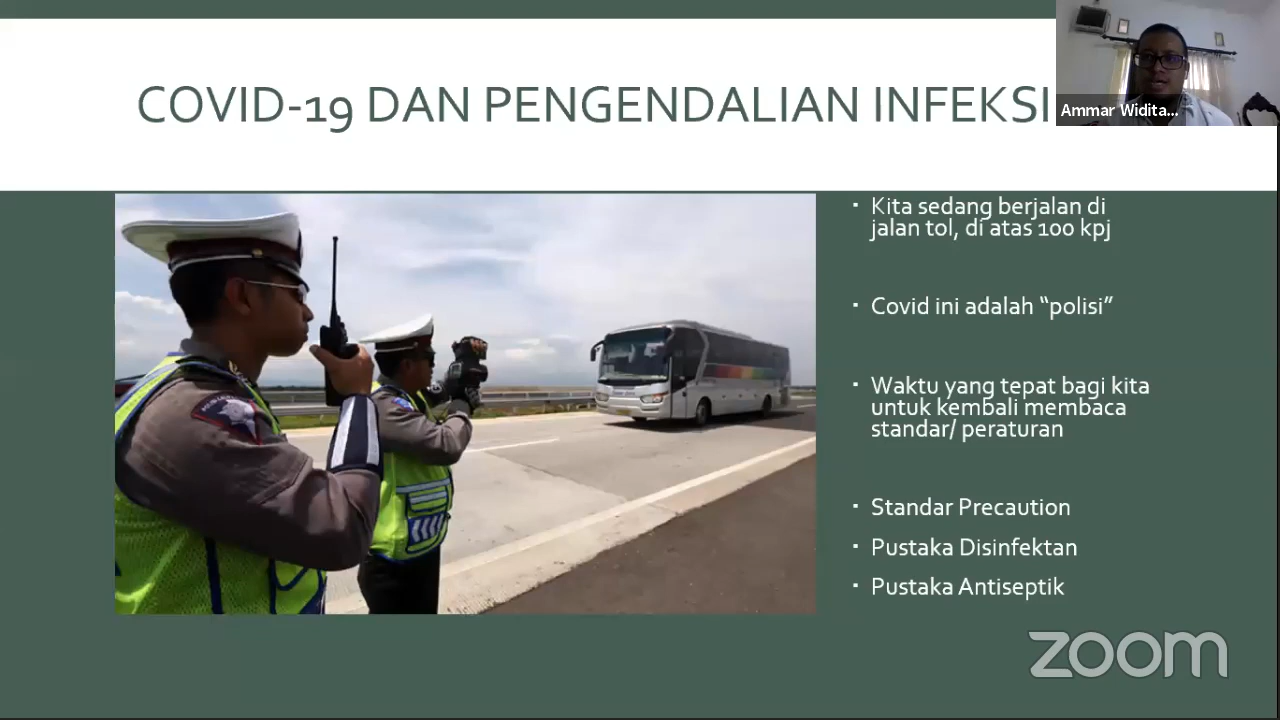 COVID-19 DAN PENGENDALIAN INFEKSI
Ammar Widita...
Kita sedang berjalan di
jalan tol, di atas 100 kpj
Covid ini adalah “polisi”
Waktu yang tepat bagi kita
untuk kembali membaca
standar/ peraturan
Standar Precaution
Pustaka Disinfektan
Pustaka Antiseptik
zoom